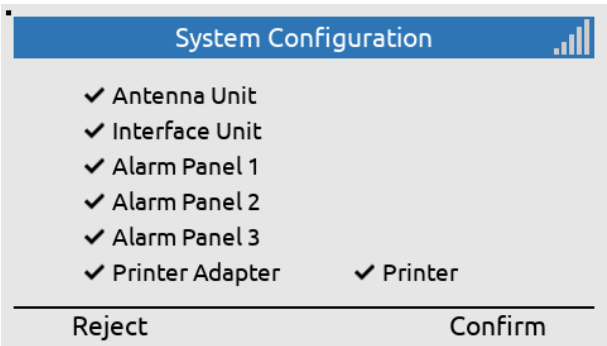 System Configuration
✔ Antenna Unit
✔ Interface Unit
✔ Alarm Panel 1
✔ Alarm Panel 2
✔ Alarm Panel 3
✔ Printer Adapter ✔ Printer
Reject Confirm